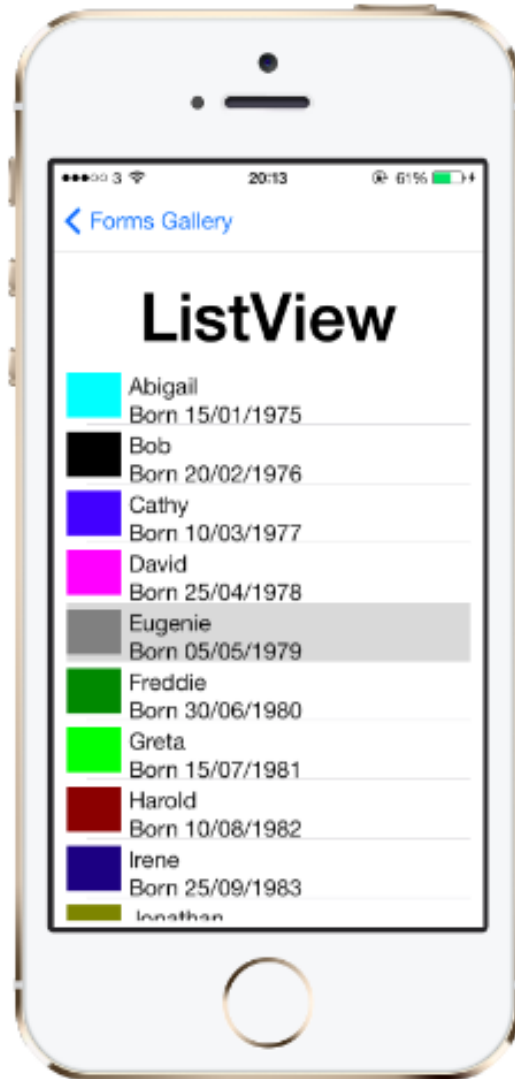 3 20:13 61%
Forms Gallery
ListView
Abigail
Born 15/01/1975
Bob
Born 20/02/1976
Cathy
Born 10/03/1977
David
Born 25/04/1978
Eugenie
Born 05/05/1979
Freddie
Born 30/06/1980
Greta
Born 15/07/1981
Harold
Born 10/08/1982
Irene
Born 25/09/1983
Jonathan